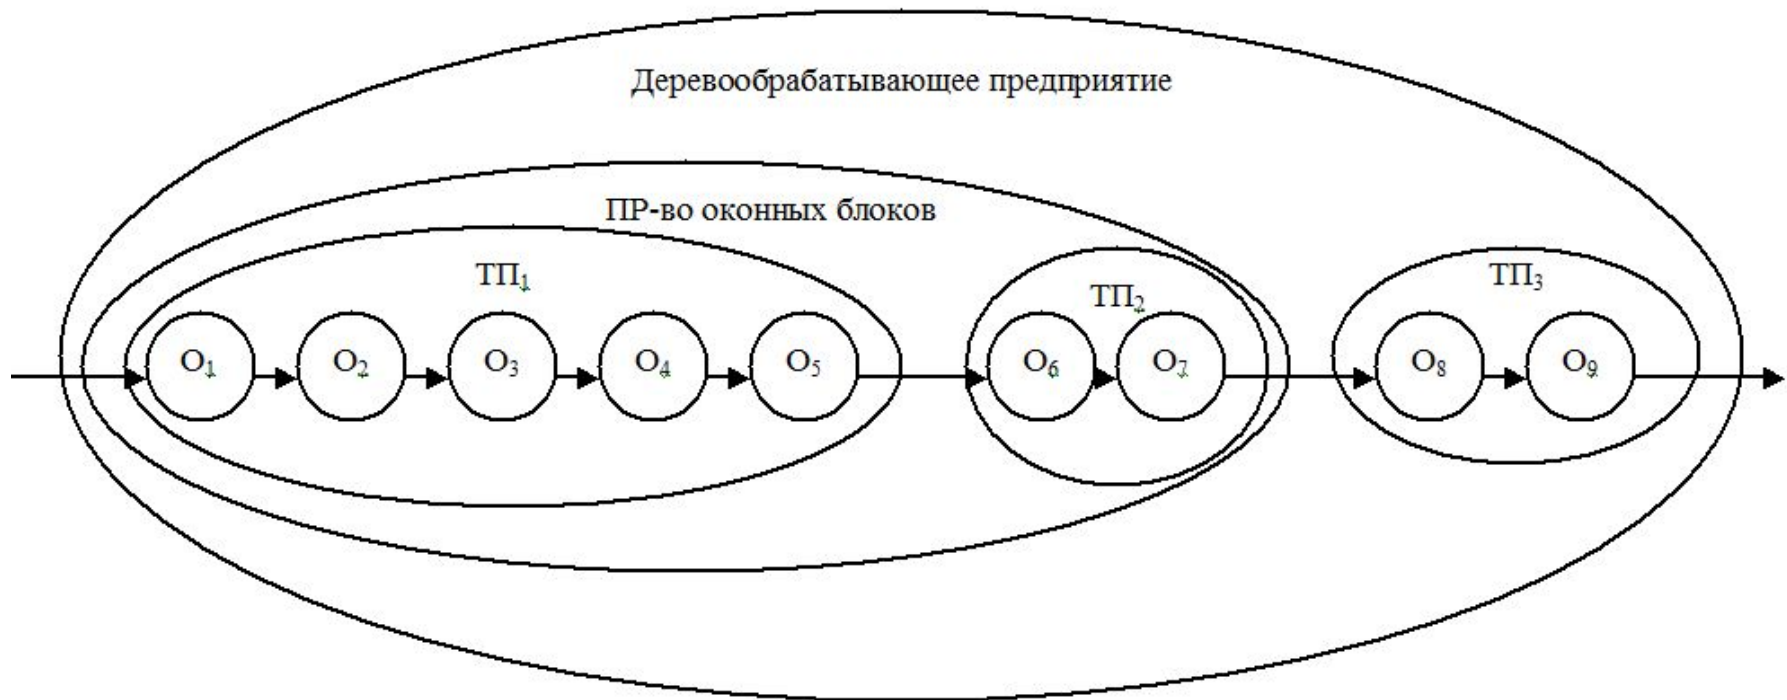 Деревообрабатывающее предприятие
ПР-во оконных блоков
ТП₁
ТП₂
ТП₃
О₁
О₂
О₃
О₄
О₅
О₆
О₇
О₈
О₉